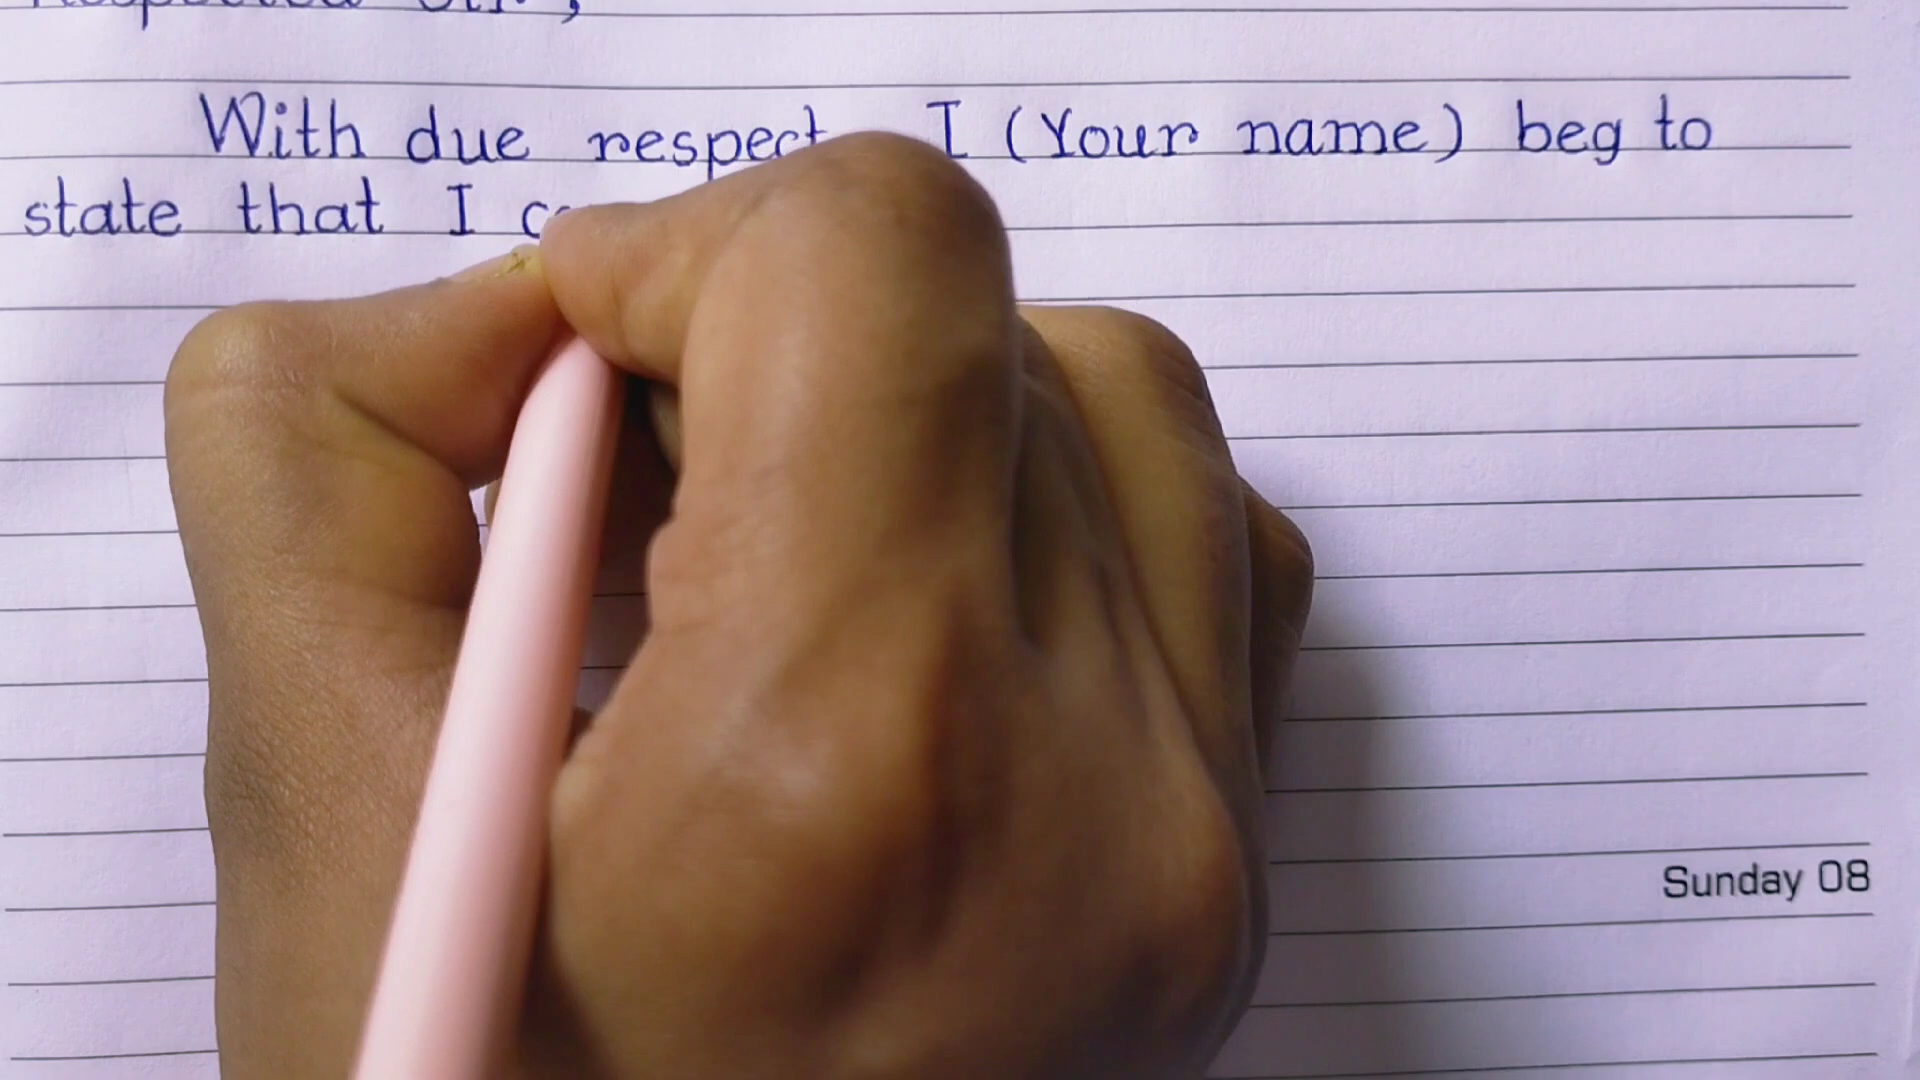 With due respect I (Your name) beg to
state that I
Sunday 08